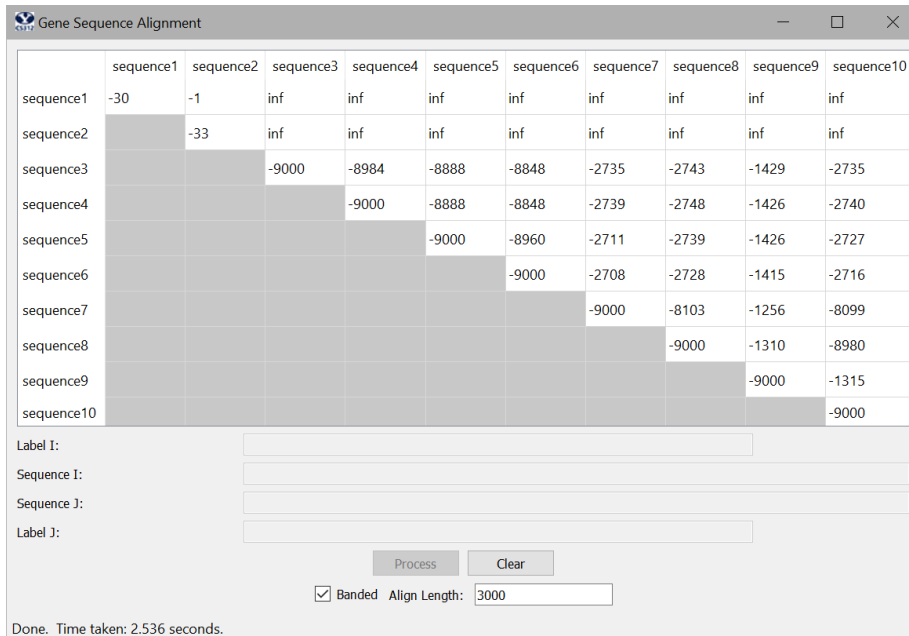 Gene Sequence Alignment
sequence1 sequence2 sequence3 sequence4 sequence5 sequence6 sequence7 sequence8 sequence9 sequence10
sequence1 -30 -1 inf inf inf inf inf inf inf inf
sequence2 -33 inf inf inf inf inf inf inf inf
sequence3 -9000 -8984 -8888 -8848 -2735 -2743 -1429 -2735
sequence4 -9000 -8888 -8848 -2739 -2748 -1426 -2740
sequence5 -9000 -8960 -2711 -2739 -1426 -2727
sequence6 -9000 -2708 -2728 -1415 -2716
sequence7 -9000 -8103 -1256 -8099
sequence8 -9000 -1310 -8980
sequence9 -9000 -1315
sequence10 -9000
Label I:
Sequence I:
Sequence J:
Label J:
Process Clear
Banded Align Length: 3000
Done. Time taken: 2.536 seconds.